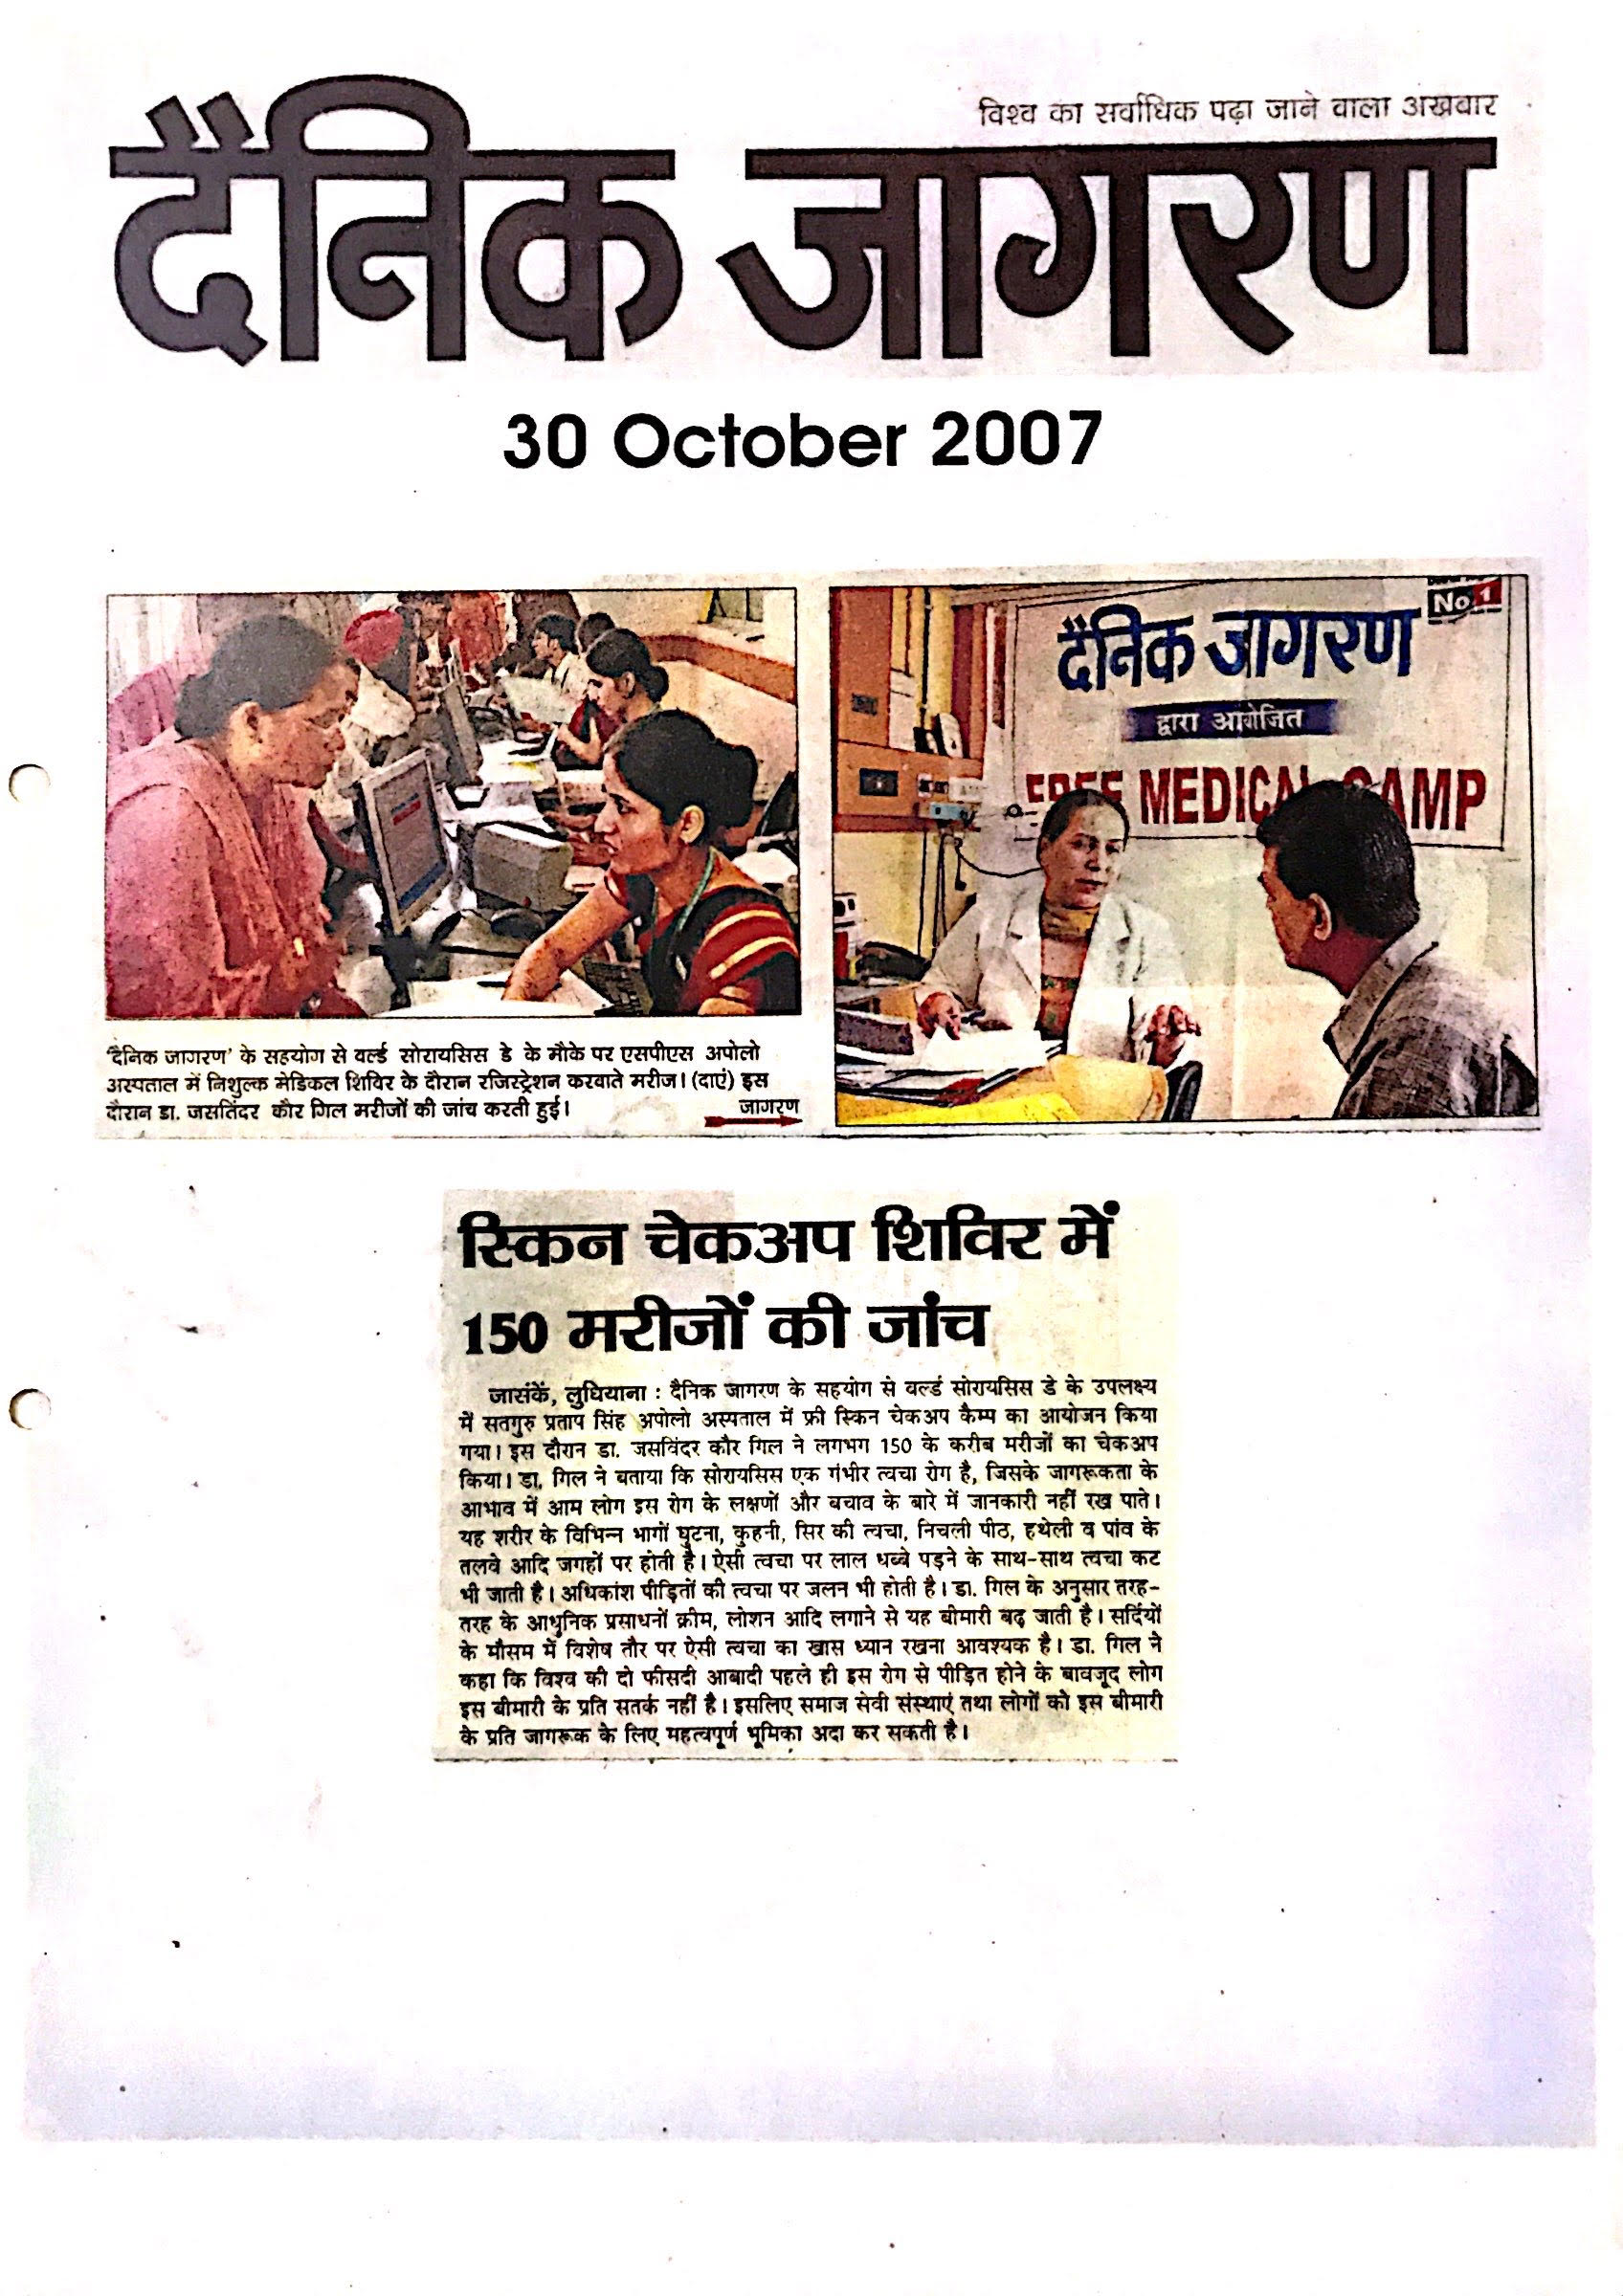 विश्व का सर्वाधिक पढ़ा जाने वाला अखबार
दैनिक जागरण
30 October 2007
No 1
दैनिक जागरण
द्वारा आयोजित
FREE MEDICAL CAMP
'दैनिक जागरण' के सहयोग से वर्ल्ड सोरायसिस डे के मौके पर एसपीएस अपोलो
अस्पताल में निशुल्क मेडिकल शिविर के दौरान रजिस्ट्रेशन करवाते मरीज। (दाएं) इस
दौरान डा. जसतिंदर कौर गिल मरीजों की जांच करती हुई।
जागरण
स्किन चेकअप शिविर में
150 मरीजों की जांच
जासंकें, लुधियाना : दैनिक जागरण के सहयोग से वर्ल्ड सोरायसिस डे के उपलक्ष्य
में सतगुरु प्रताप सिंह अपोलो अस्पताल में फ्री स्किन चेकअप कैम्प का आयोजन किया
गया। इस दौरान डा. जसविंदर कौर गिल ने लगभग 150 के करीब मरीजों का चेकअप
किया। डा. गिल ने बताया कि सोरायसिस एक गंभीर त्वचा रोग है, जिसके जागरूकता के
आभाव में आम लोग इस रोग के लक्षणों और बचाव के बारे में जानकारी नहीं रख पाते।
यह शरीर के विभिन्न भागों घुटना, कुहनी, सिर की त्वचा, निचली पीठ, हथेली व पांव के
तलवे आदि जगहों पर होती है। ऐसी त्वचा पर लाल धब्बे पड़ने के साथ-साथ त्वचा कट
भी जाती है। अधिकांश पीड़ितों की त्वचा पर जलन भी होती है। डा. गिल के अनुसार तरह-
तरह के आधुनिक प्रसाधनों क्रीम, लोशन आदि लगाने से यह बीमारी बढ़ जाती है। सर्दियों
के मौसम में विशेष तौर पर ऐसी त्वचा का खास ध्यान रखना आवश्यक है। डा. गिल ने
कहा कि विश्व की दो फीसदी आबादी पहले ही इस रोग से पीड़ित होने के बावजूद लोग
इस बीमारी के प्रति सतर्क नहीं है। इसलिए समाज सेवी संस्थाएं तथा लोगों को इस बीमारी
के प्रति जागरूक के लिए महत्वपूर्ण भूमिका अदा कर सकती है।